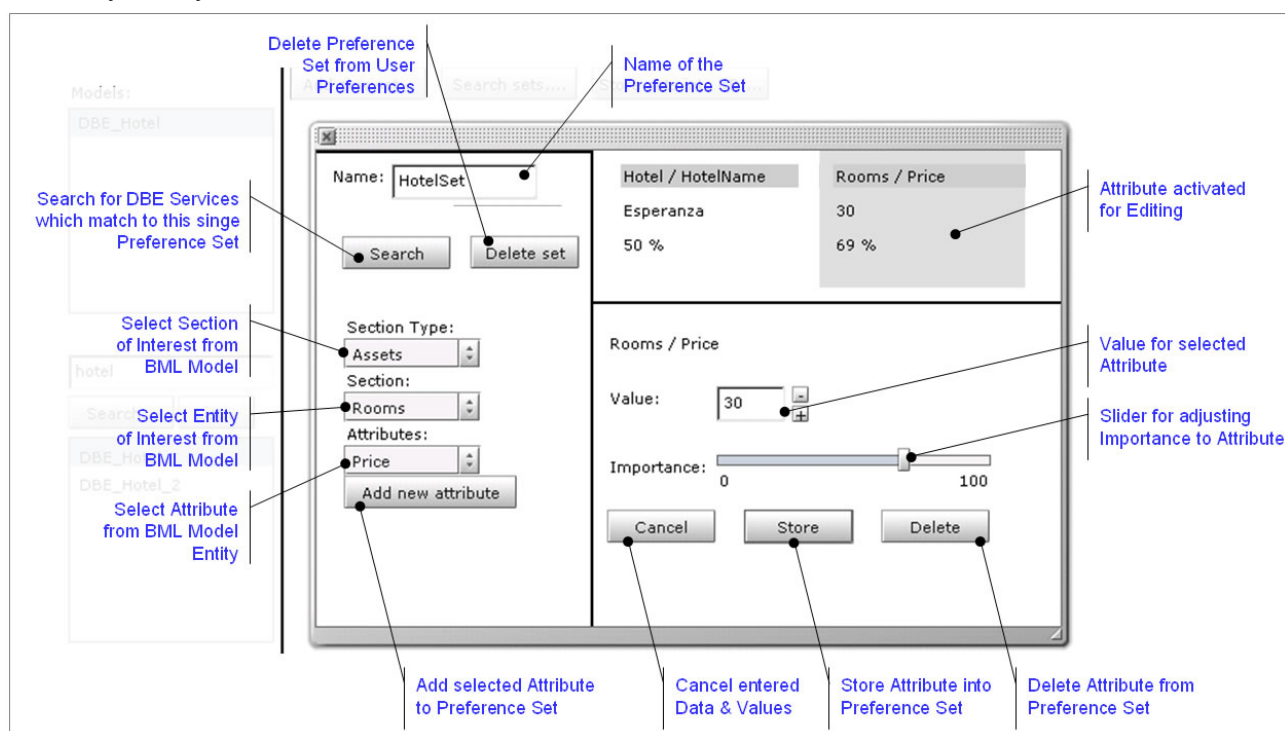 Delete Preference
Set from User
Preferences
Name of the
Preference Set
Models:
Search sets....
DBE_Hotel
Name:
HotelSet
Hotel / HotelName
Rooms / Price
Esperanza
30
50 %
69 %
Attribute activated
for Editing
Search for DBE Services
which match to this singe
Preference Set
Search
Delete set
Select Section
of Interest from
BML Model
Section Type:
Assets
Section:
Rooms
Attributes:
Price
Add new attribute
Rooms / Price
Value:
30
-
+
Importance:
0
100
Value for selected
Attribute
Slider for adjusting
Importance to Attribute
hotel
Select Entity
of Interest from
BML Model
DBE_Hotel_2
Select Attribute
from BML Model
Entity
Cancel
Store
Delete
Add selected Attribute
to Preference Set
Cancel entered
Data & Values
Store Attribute into
Preference Set
Delete Attribute from
Preference Set